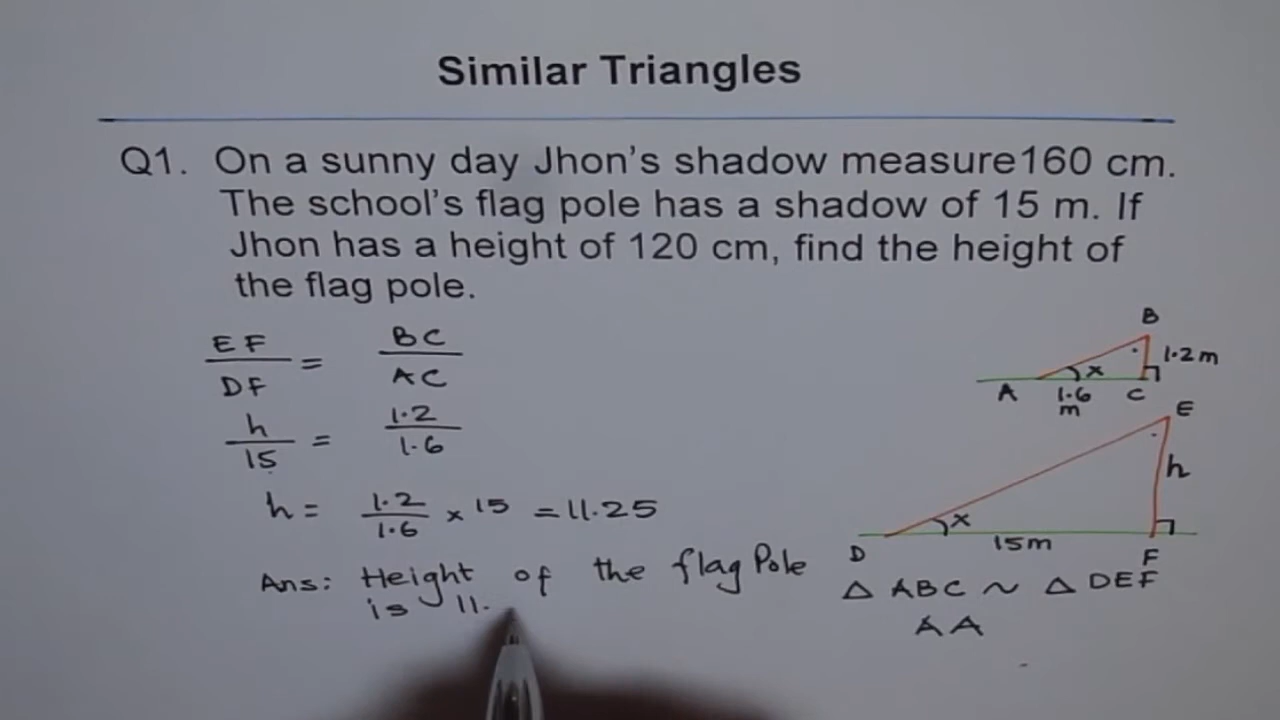 Similar Triangles
Q1. On a sunny day Jhon's shadow measure160 cm.
The school's flag pole has a shadow of 15 m. If
Jhon has a height of 120 cm, find the height of
the flag pole.
EF/DF = BC/AC
h/15 = 1.2/1.6
h = 1.2/1.6 × 15 = 11.25
Ans: Height of the flag Pole
is 11.
B
1.2m
x
A 1.6 C
m
E
h
x
15m
D F
△ ABC ~ △ DEF
AA